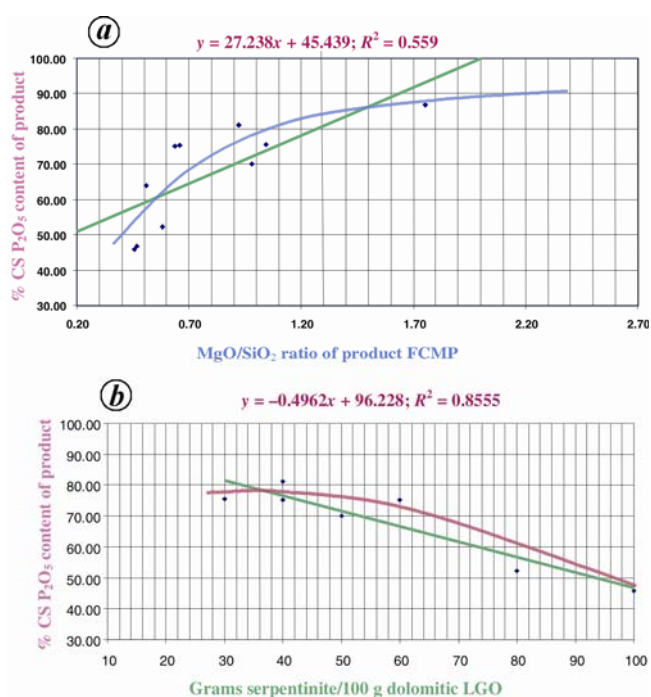 a
y = 27.238x + 45.439; R² = 0.559
100.00
90.00
80.00
70.00
60.00
50.00
40.00
30.00
% CS P₂O₅ content of product
0.20 0.70 1.20 1.70 2.20 2.70
MgO/SiO₂ ratio of product FCMP
b
y = –0.4962x + 96.228; R² = 0.8555
100.00
90.00
80.00
70.00
60.00
50.00
40.00
30.00
% CS P₂O₅ content of product
10 20 30 40 50 60 70 80 90 100
Grams serpentinite/100 g dolomitic LGO